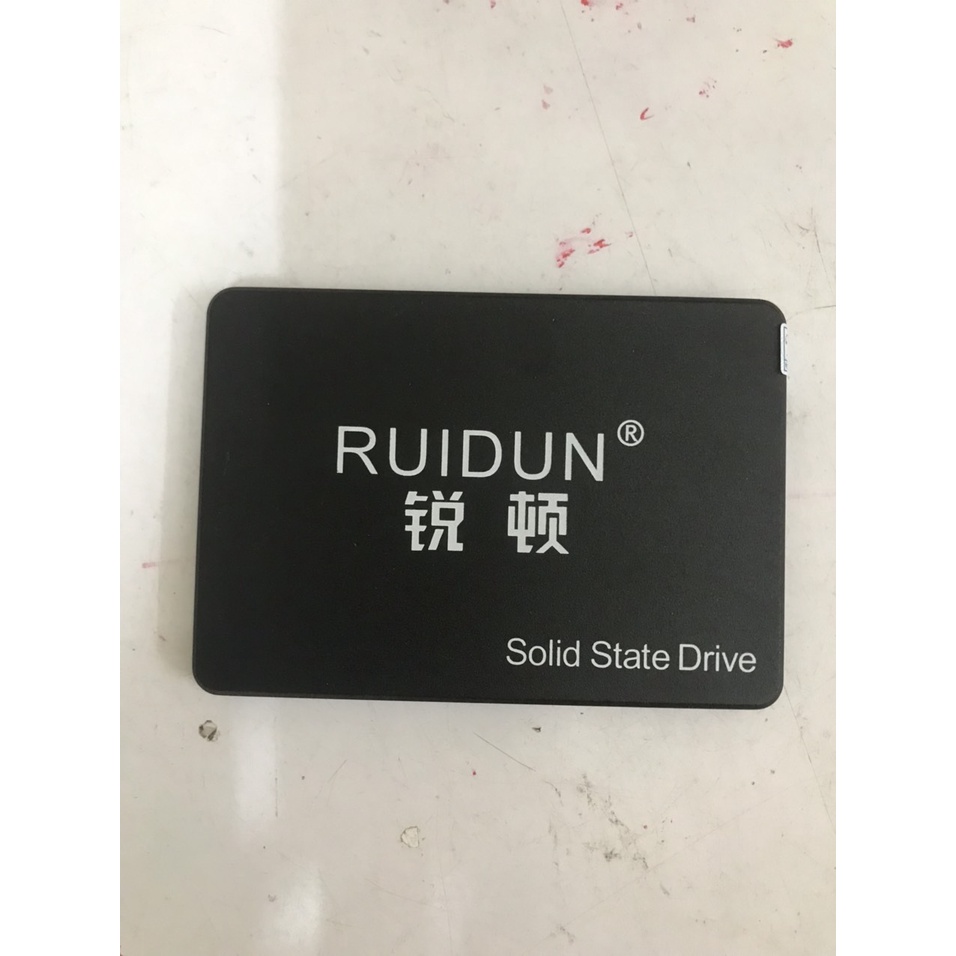 RUIDUN®
锐顿
Solid State Drive